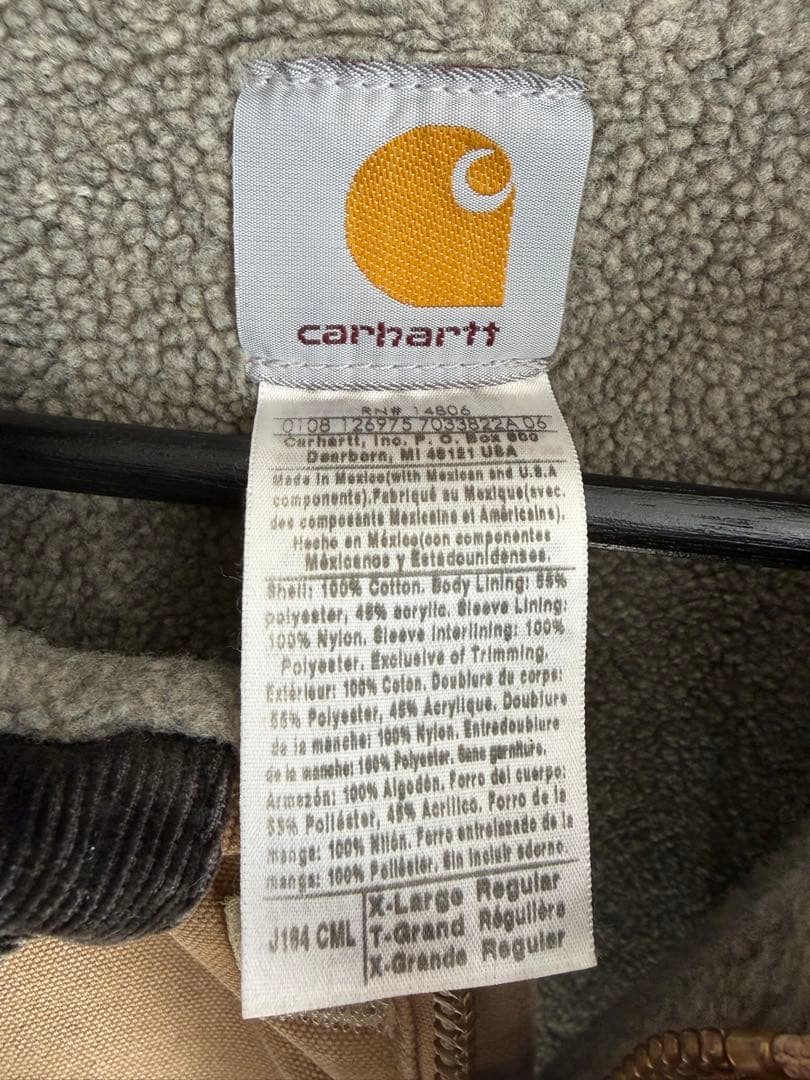 carhartt
RN# 14806
0108 126975 7033822A 06
Carhartt, Inc. P. O. Box 600
Dearborn, MI 48121 USA
Made in Mexico(with Mexican and U.S.A
components).Fabriqué au Mexique(avec.
des composants Mexicains et Américains).
Hecho en México(con componentes
Méxicanos y Estadounidenses.
Shell: 100% Cotton. Body Lining: 55%
polyester, 45% acrylic. Sleeve Lining:
100% Nylon. Sleeve Interlining: 100%
Polyester. Exclusive of Trimming.
Extérieur: 100% Coton. Doublure de corps:
55% Polyester, 45% Acrylique. Doublure
de la manche: 100% Nylon. Entredoublure
de la manche: 100% Polyester. Sans garniture.
Armazón: 100% Algodón. Forro del cuerpo:
55% Poliéster, 45% Acrílico. Forro de la
manga: 100% Nilón. Forro entrelazado de la
manga: 100% Poliéster. Sin incluir adorno.
J184 CML
X-Large Regular
T-Grand Régulière
X-Grande Regular